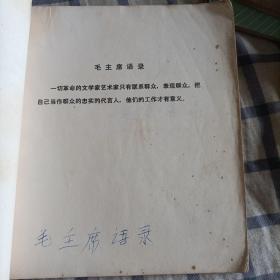 毛主席语录
一切革命的文学家艺术家只有联系群众，表现群众，把
自己当作群众的忠实的代言人，他们的工作才有意义。
毛主席语录